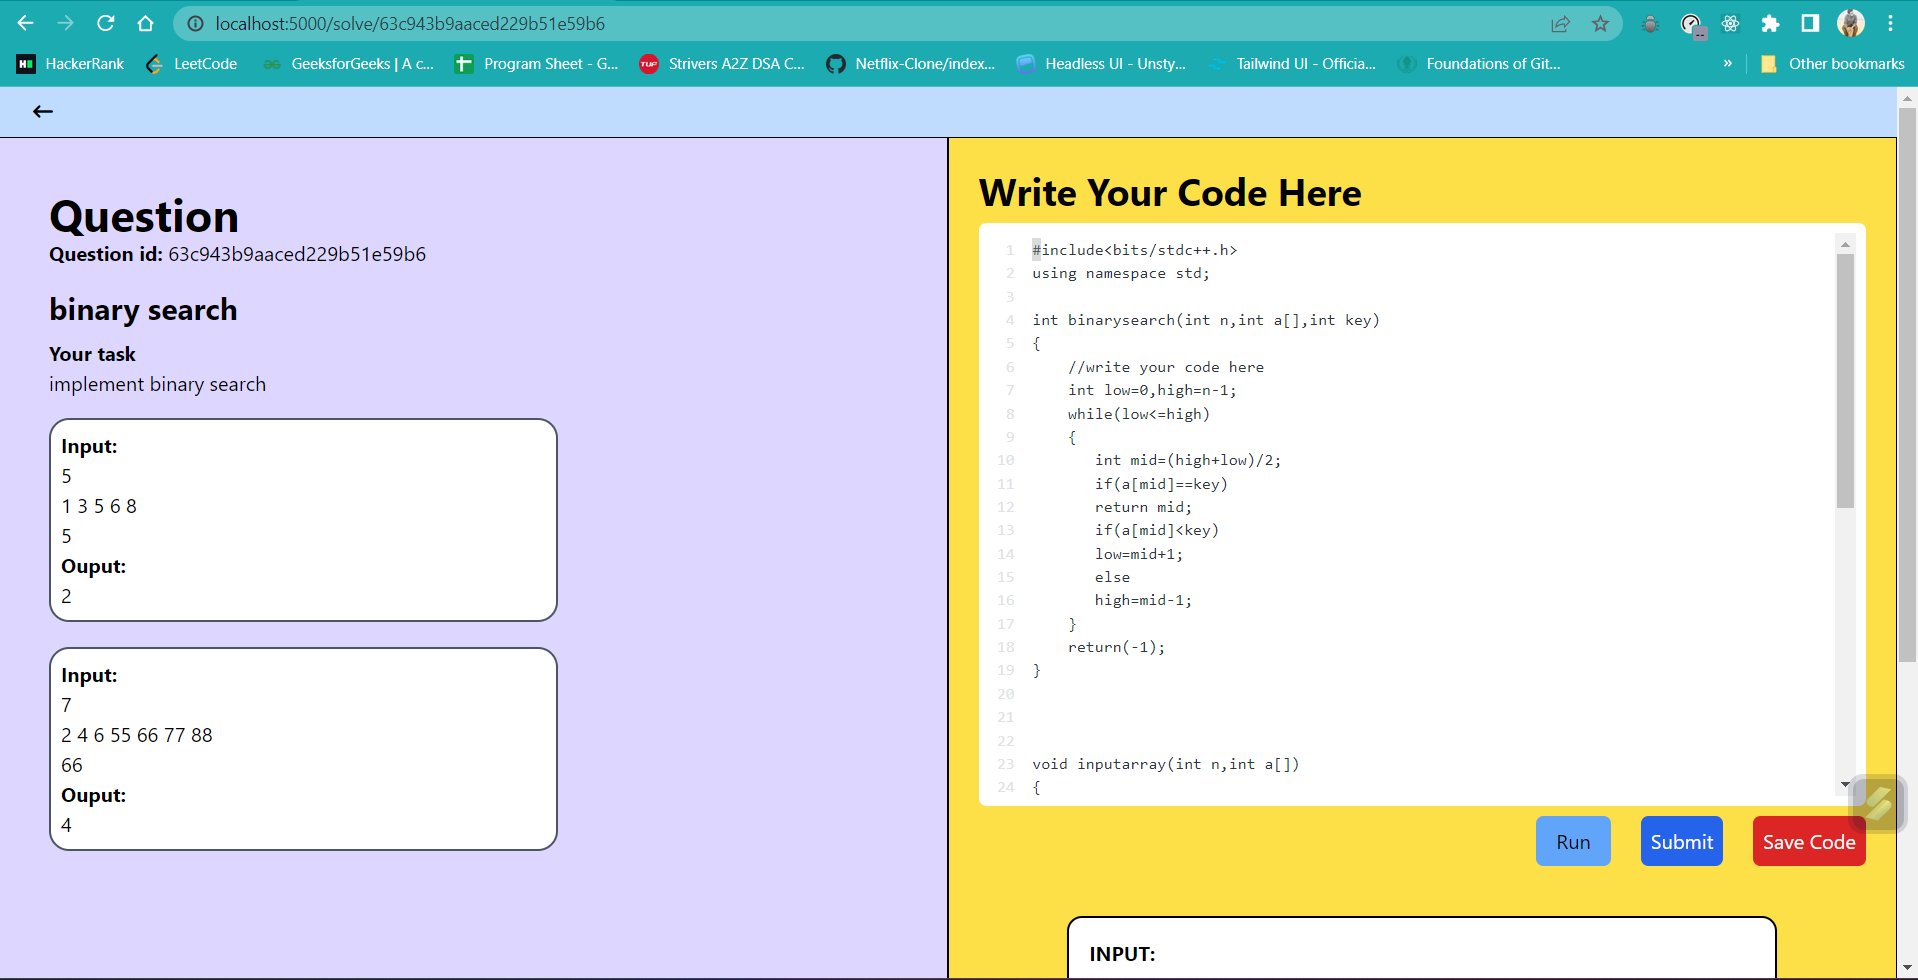 localhost:5000/solve/63c943b9aaced229b51e59b6
HackerRank LeetCode GeeksforGeeks | A c... Program Sheet - G... TUF Strivers A2Z DSA C... Netflix-Clone/index... Headless UI - Unsty... Tailwind UI - Officia... Foundations of Git... » Other bookmarks
Question
Question id: 63c943b9aaced229b51e59b6
binary search
Your task
implement binary search
Input:
5
1 3 5 6 8
5
Ouput:
2
Input:
7
2 4 6 55 66 77 88
66
Ouput:
4
Write Your Code Here
1 #include<bits/stdc++.h>
2 using namespace std;
3
4 int binarysearch(int n,int a[],int key)
5 {
6 //write your code here
7 int low=0,high=n-1;
8 while(low<=high)
9 {
10 int mid=(high+low)/2;
11 if(a[mid]==key)
12 return mid;
13 if(a[mid]<key)
14 low=mid+1;
15 else
16 high=mid-1;
17 }
18 return(-1);
19 }
20
21
22
23 void inputarray(int n,int a[])
24 {
Run Submit Save Code
INPUT: